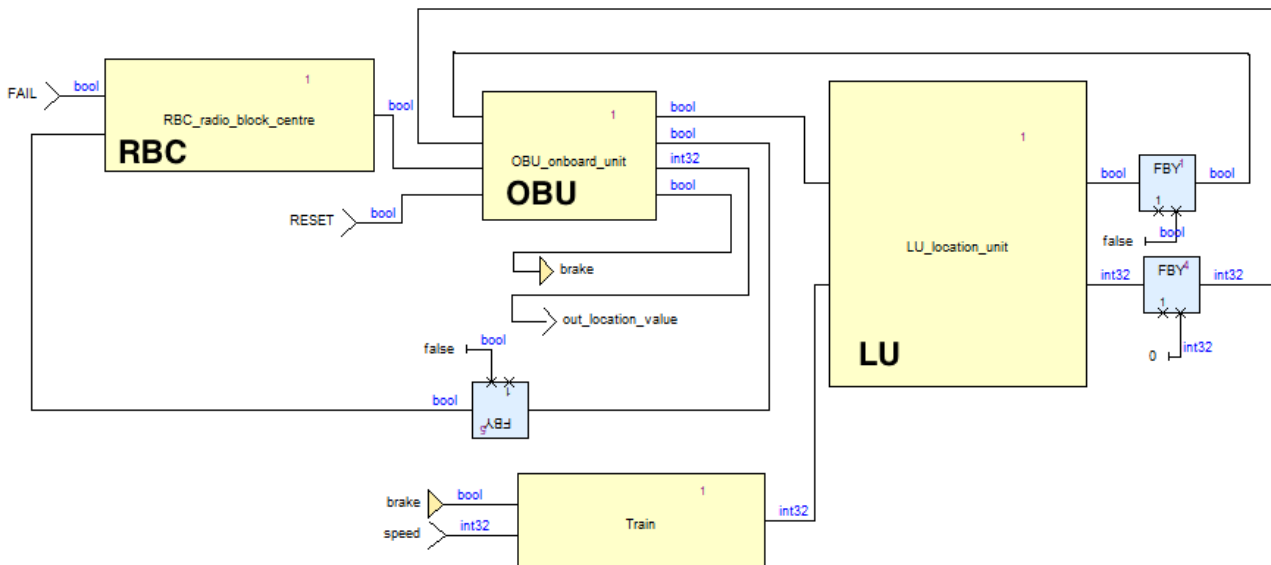 1
FAIL
bool
RBC_radio_block_centre
RBC
bool
RESET
bool
1
OBU_onboard_unit
OBU
bool
bool
int32
bool
brake
out_location_value
1
LU_location_unit
LU
bool
FBY 1
1
bool
false
bool
int32
FBY 4
1
int32
0
int32
false
bool
bool
1
FBY 5
brake
bool
speed
int32
1
Train
int32